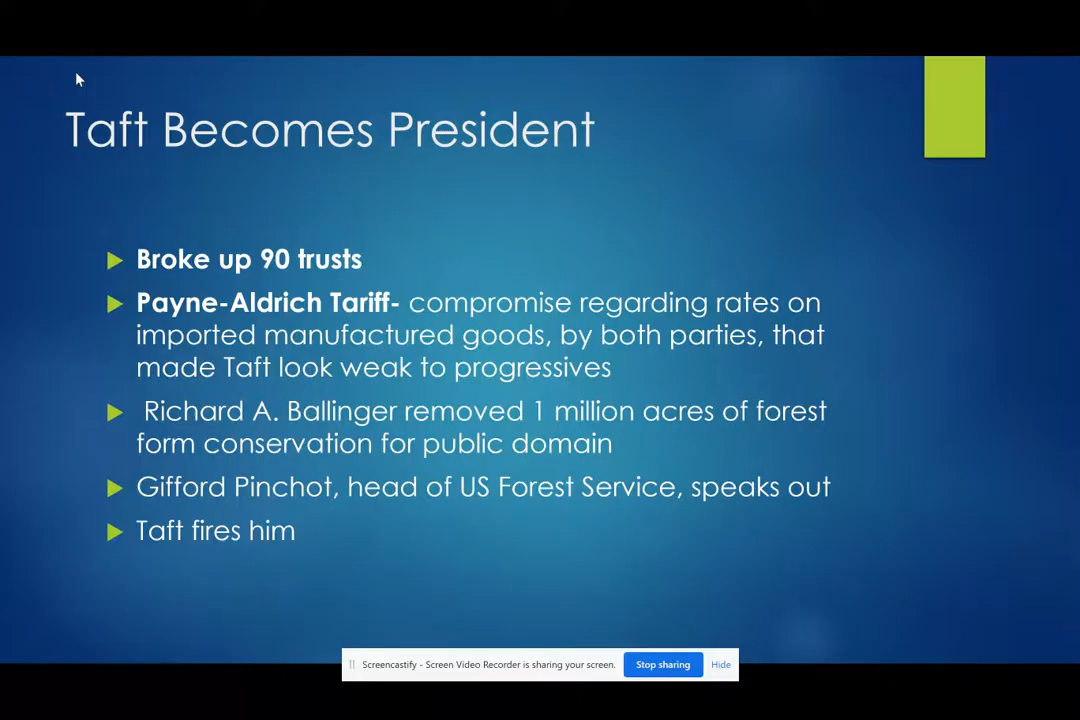 Taft Becomes President
Broke up 90 trusts
Payne-Aldrich Tariff- compromise regarding rates on
imported manufactured goods, by both parties, that
made Taft look weak to progressives
Richard A. Ballinger removed 1 million acres of forest
form conservation for public domain
Gifford Pinchot, head of US Forest Service, speaks out
Taft fires him
Screencastify - Screen Video Recorder is sharing your screen. Stop sharing Hide